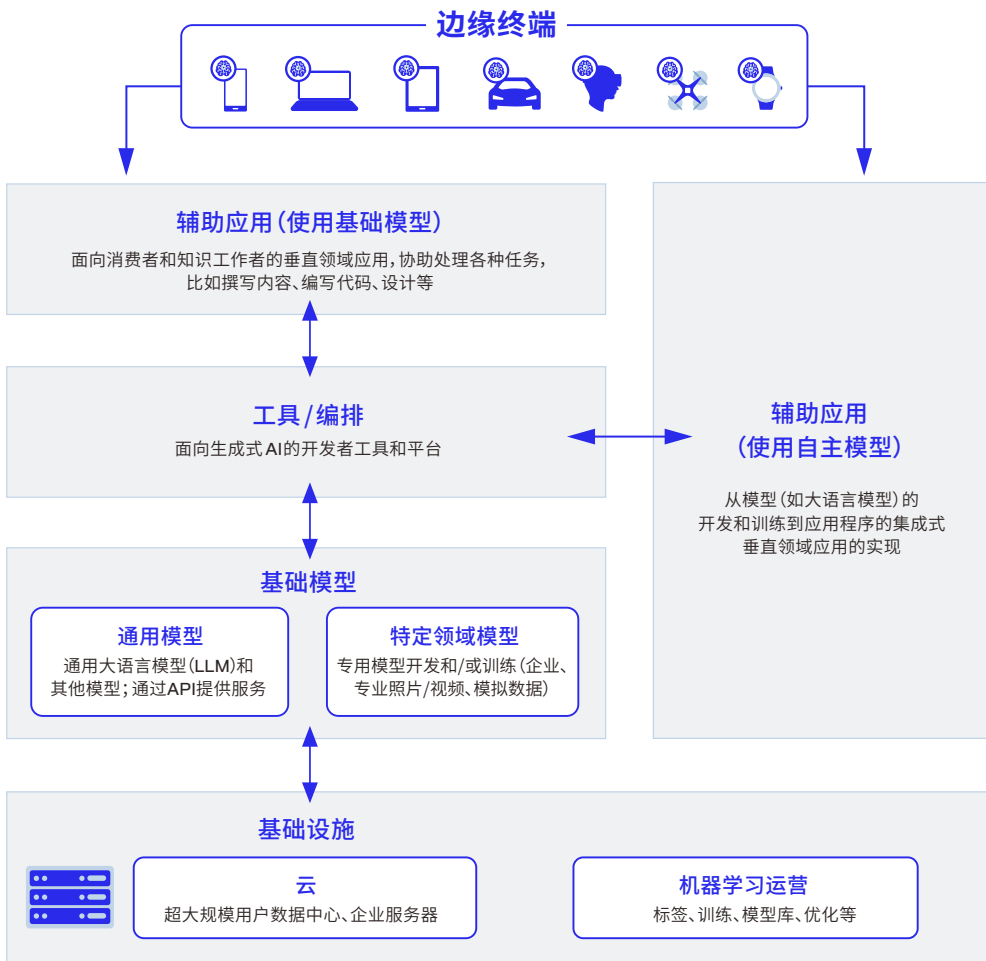 边缘终端
辅助应用(使用基础模型)
面向消费者和知识工作者的垂直领域应用,协助处理各种任务,
比如撰写内容、编写代码、设计等
工具/编排
面向生成式AI的开发者工具和平台
辅助应用
(使用自主模型)
从模型(如大语言模型)的
开发和训练到应用程序的集成式
垂直领域应用的实现
基础模型
通用模型
通用大语言模型(LLM)和
其他模型;通过API提供服务
特定领域模型
专用模型开发和/或训练(企业、
专业照片/视频、模拟数据)
基础设施
云
超大规模用户数据中心、企业服务器
机器学习运营
标签、训练、模型库、优化等